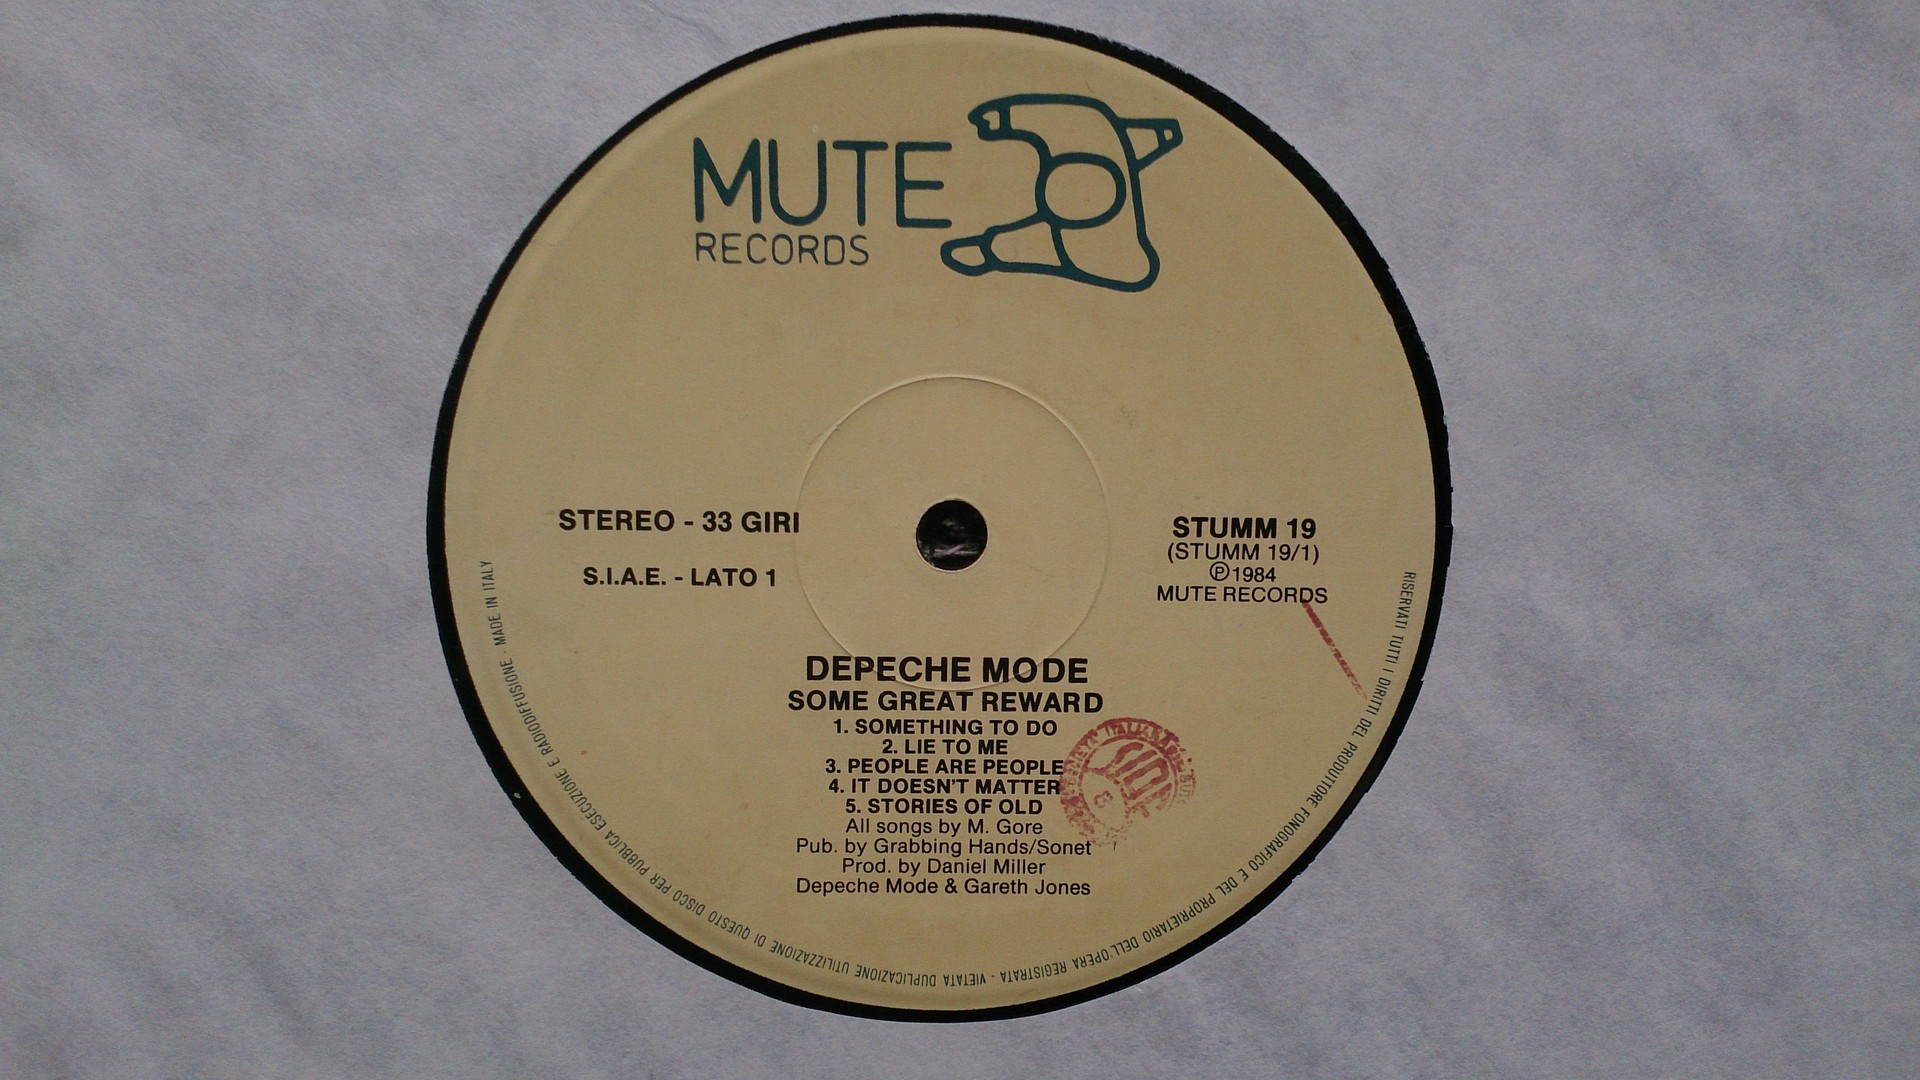 MUTE
RECORDS
STEREO - 33 GIRI
S.I.A.E. - LATO 1
STUMM 19
(STUMM 19/1)
Ⓟ1984
MUTE RECORDS
DEPECHE MODE
SOME GREAT REWARD
1. SOMETHING TO DO
2. LIE TO ME
3. PEOPLE ARE PEOPLE
4. IT DOESN'T MATTER
5. STORIES OF OLD
All songs by M. Gore
Pub. by Grabbing Hands/Sonet
Prod. by Daniel Miller
Depeche Mode & Gareth Jones
RISERVATI TUTTI I DIRITTI DEL PRODUTTORE FONOGRAFICO E DEL PROPRIETARIO DELL'OPERA REGISTRATA - VIETATA DUPLICAZIONE UTILIZZAZIONE DI QUESTO DISCO PER PUBBLICA ESECUZIONE E RADIODIFFUSIONE - MADE IN ITALY